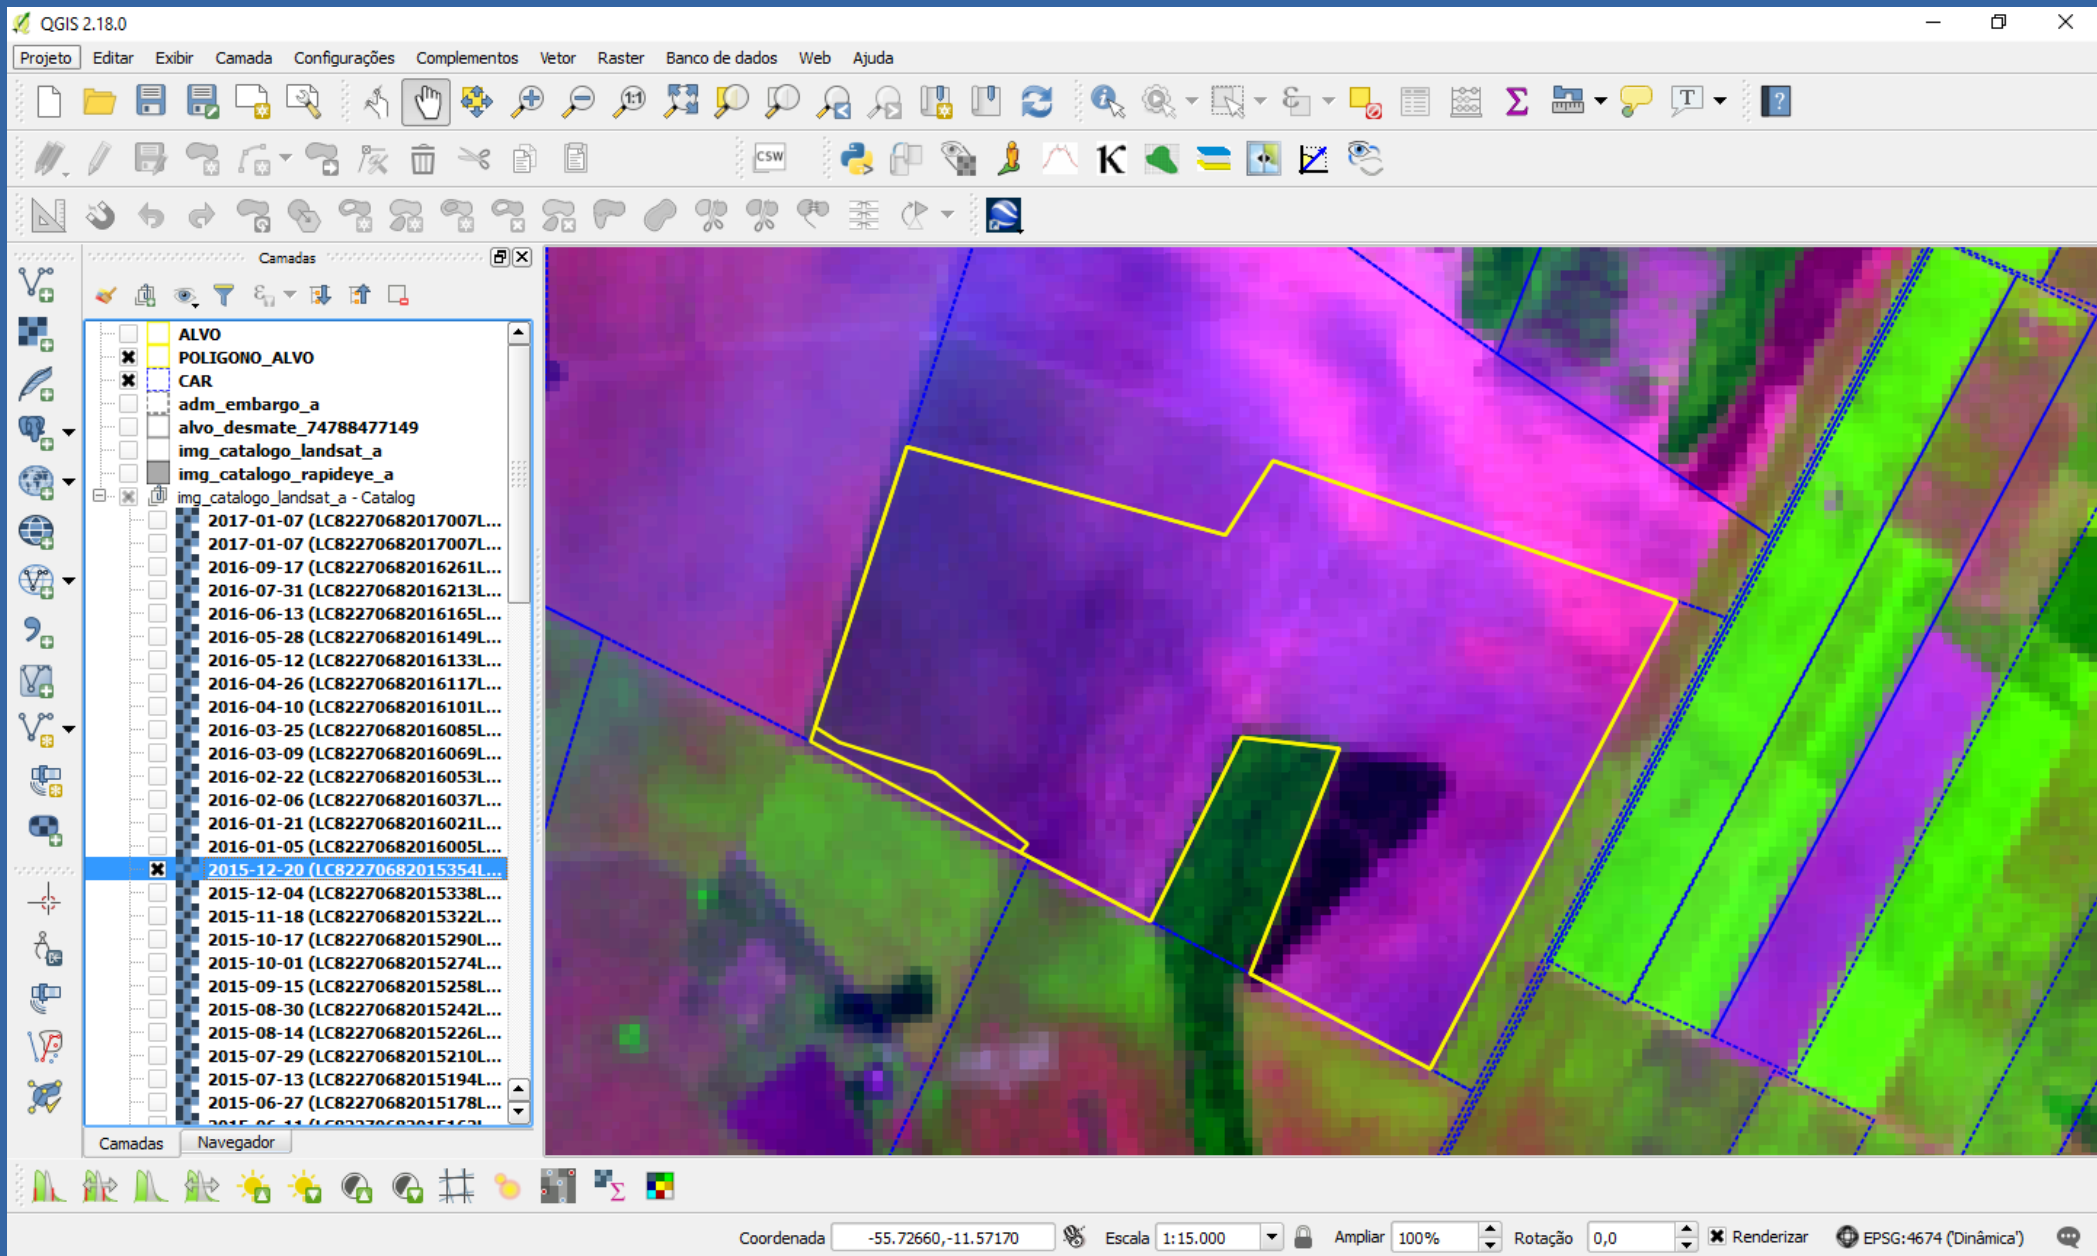 QGIS 2.18.0
Projeto Editar Exibir Camada Configurações Complementos Vetor Raster Banco de dados Web Ajuda
1:1
Σ
T
?
CSW
K
Camadas
ALVO
POLIGONO_ALVO
CAR
adm_embargo_a
alvo_desmate_74788477149
img_catalogo_landsat_a
img_catalogo_rapideye_a
img_catalogo_landsat_a - Catalog
2017-01-07 (LC82270682017007L...
2017-01-07 (LC82270682017007L...
2016-09-17 (LC82270682016261L...
2016-07-31 (LC82270682016213L...
2016-06-13 (LC82270682016165L...
2016-05-28 (LC82270682016149L...
2016-05-12 (LC82270682016133L...
2016-04-26 (LC82270682016117L...
2016-04-10 (LC82270682016101L...
2016-03-25 (LC82270682016085L...
2016-03-09 (LC82270682016069L...
2016-02-22 (LC82270682016053L...
2016-02-06 (LC82270682016037L...
2016-01-21 (LC82270682016021L...
2016-01-05 (LC82270682016005L...
2015-12-20 (LC82270682015354L...
2015-12-04 (LC82270682015338L...
2015-11-18 (LC82270682015322L...
2015-10-17 (LC82270682015290L...
2015-10-01 (LC82270682015274L...
2015-09-15 (LC82270682015258L...
2015-08-30 (LC82270682015242L...
2015-08-14 (LC82270682015226L...
2015-07-29 (LC82270682015210L...
2015-07-13 (LC82270682015194L...
2015-06-27 (LC82270682015178L...
Camadas Navegador
Coordenada -55.72660,-11.57170 Escala 1:15.000 Ampliar 100% Rotação 0,0 Renderizar EPSG:4674 ('Dinâmica')